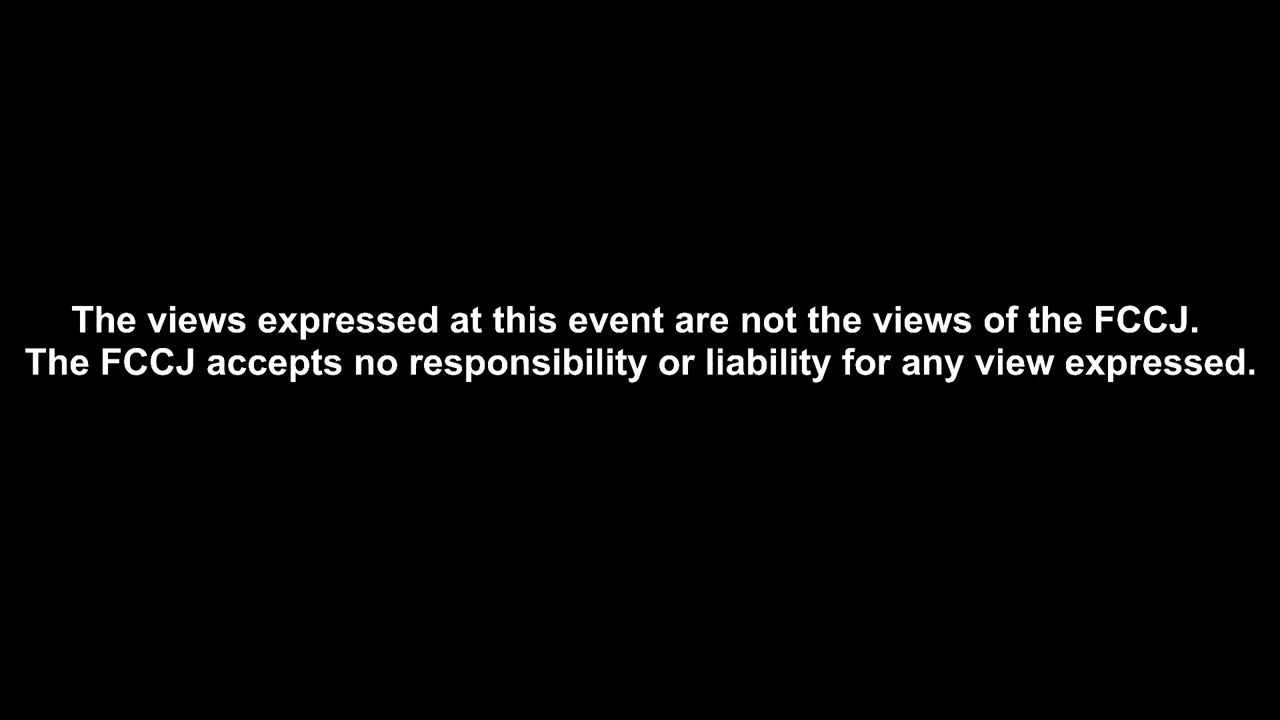 The views expressed at this event are not the views of the FCCJ.
The FCCJ accepts no responsibility or liability for any view expressed.